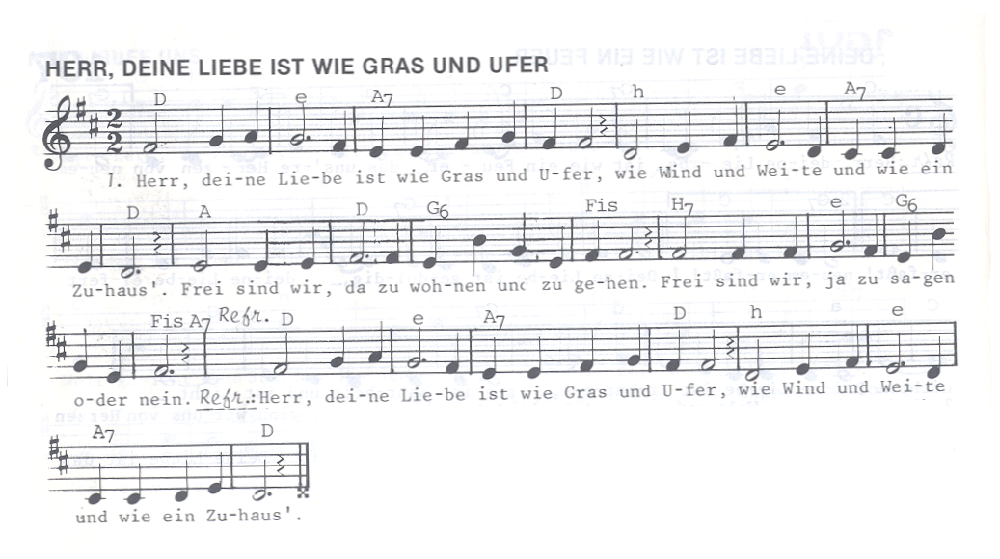 HERR, DEINE LIEBE IST WIE GRAS UND UFER
D e A7 D h e A7
2
2
1. Herr, dei-ne Lie-be ist wie Gras und U-fer, wie Wind und Wei-te und wie ein
D A D G6 Fis H7 e G6
Zu-haus'. Frei sind wir, da zu woh-nen und zu ge-hen. Frei sind wir, ja zu sa-gen
Fis A7 Refr. D e A7 D h e
o-der nein. Refr.:Herr, dei-ne Lie-be ist wie Gras und U-fer, wie Wind und Wei-te
A7 D
und wie ein Zu-haus'.